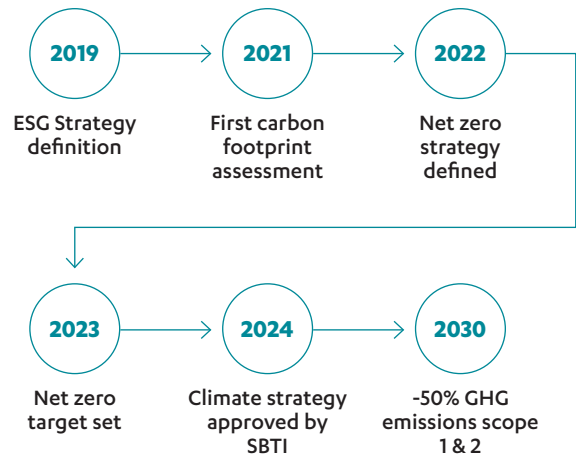 2019
2021
2022
ESG Strategy
definition
First carbon
footprint
assessment
Net zero
strategy
defined
2023
2024
2030
Net zero
target set
Climate strategy
approved by
SBTI
-50% GHG
emissions scope
1 & 2